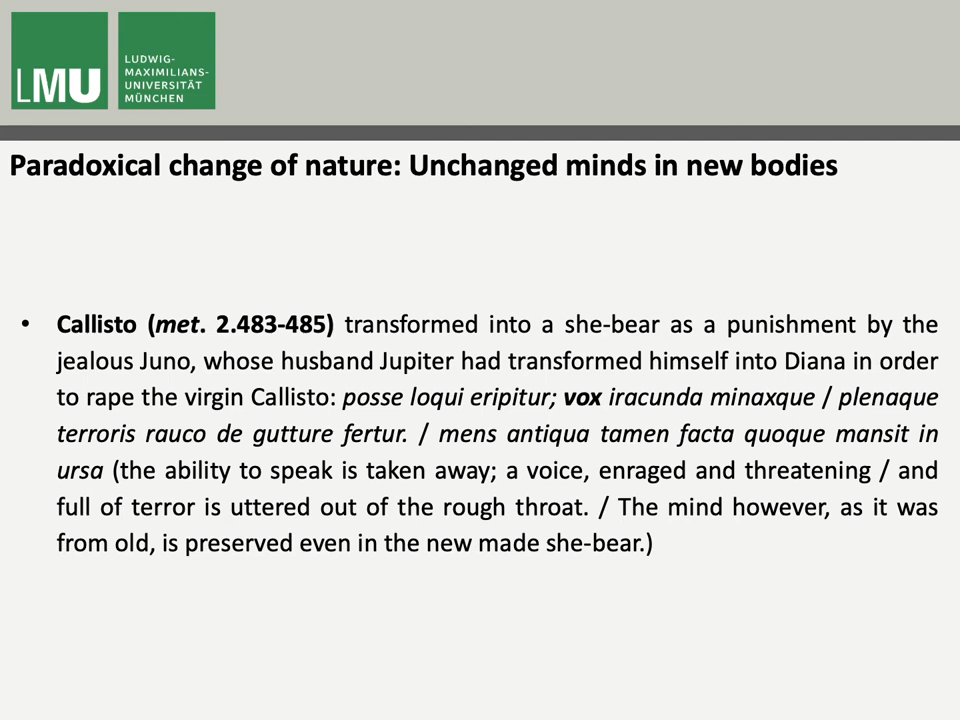 LMU
LUDWIG-
MAXIMILIANS-
UNIVERSITÄT
MÜNCHEN
Paradoxical change of nature: Unchanged minds in new bodies
• Callisto (met. 2.483-485) transformed into a she-bear as a punishment by the
jealous Juno, whose husband Jupiter had transformed himself into Diana in order
to rape the virgin Callisto: posse loqui eripitur; vox iracunda minaxque / plenaque
terroris rauco de gutture fertur. / mens antiqua tamen facta quoque mansit in
ursa (the ability to speak is taken away; a voice, enraged and threatening / and
full of terror is uttered out of the rough throat. / The mind however, as it was
from old, is preserved even in the new made she-bear.)